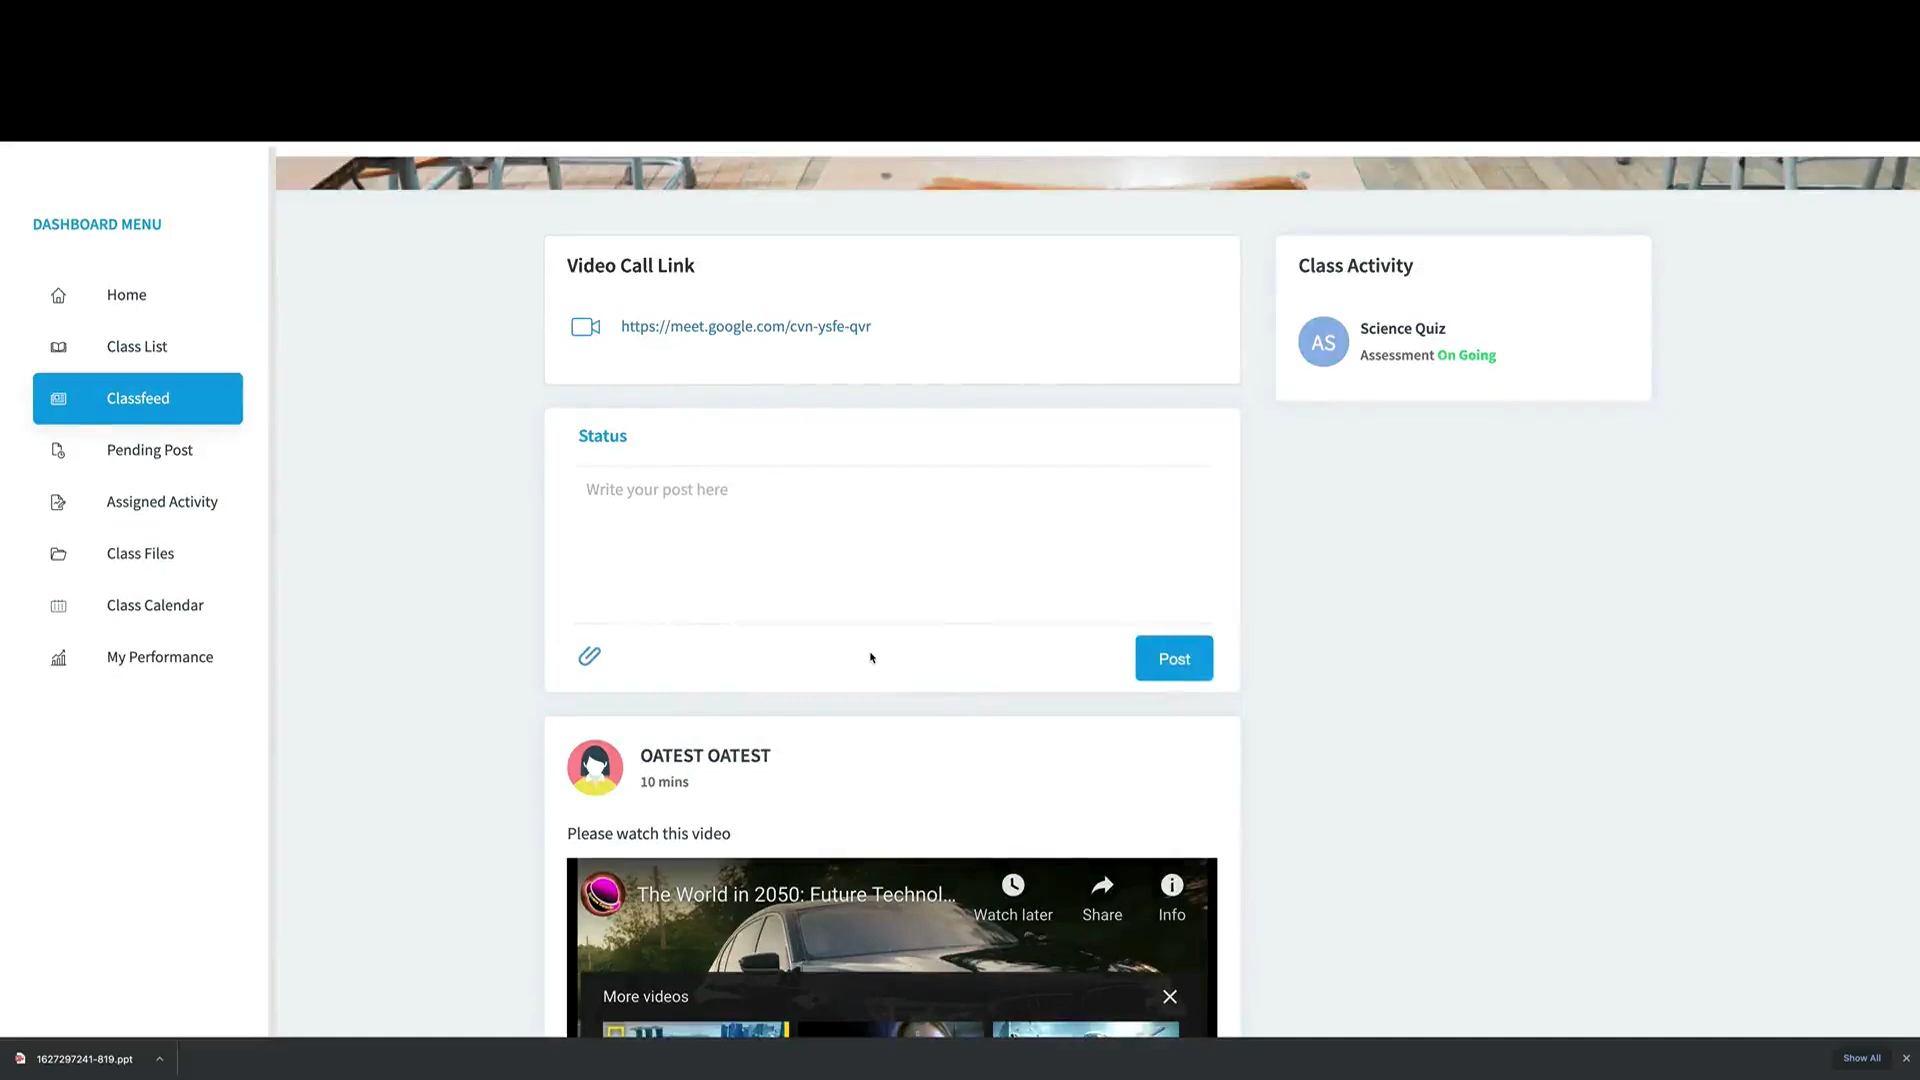 DASHBOARD MENU
Home
Class List
Classfeed
Pending Post
Assigned Activity
Class Files
Class Calendar
My Performance
Video Call Link
https://meet.google.com/cvn-ysfe-qvr
Status
Write your post here
Post
OATEST OATEST
10 mins
Please watch this video
The World in 2050: Future Technol...
Watch later
Share
Info
More videos
Class Activity
AS
Science Quiz
Assessment On Going
1627297241-819.ppt
Show All